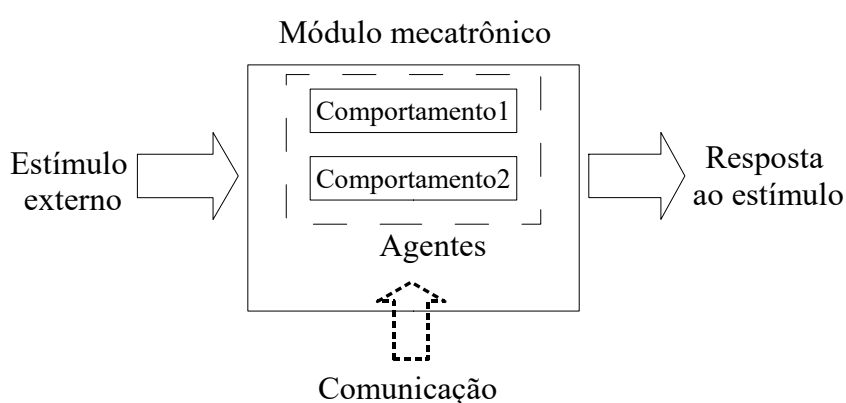 Módulo mecatrônico
Comportamento1
Estímulo
externo
Comportamento2
Resposta
ao estímulo
Agentes
Comunicação